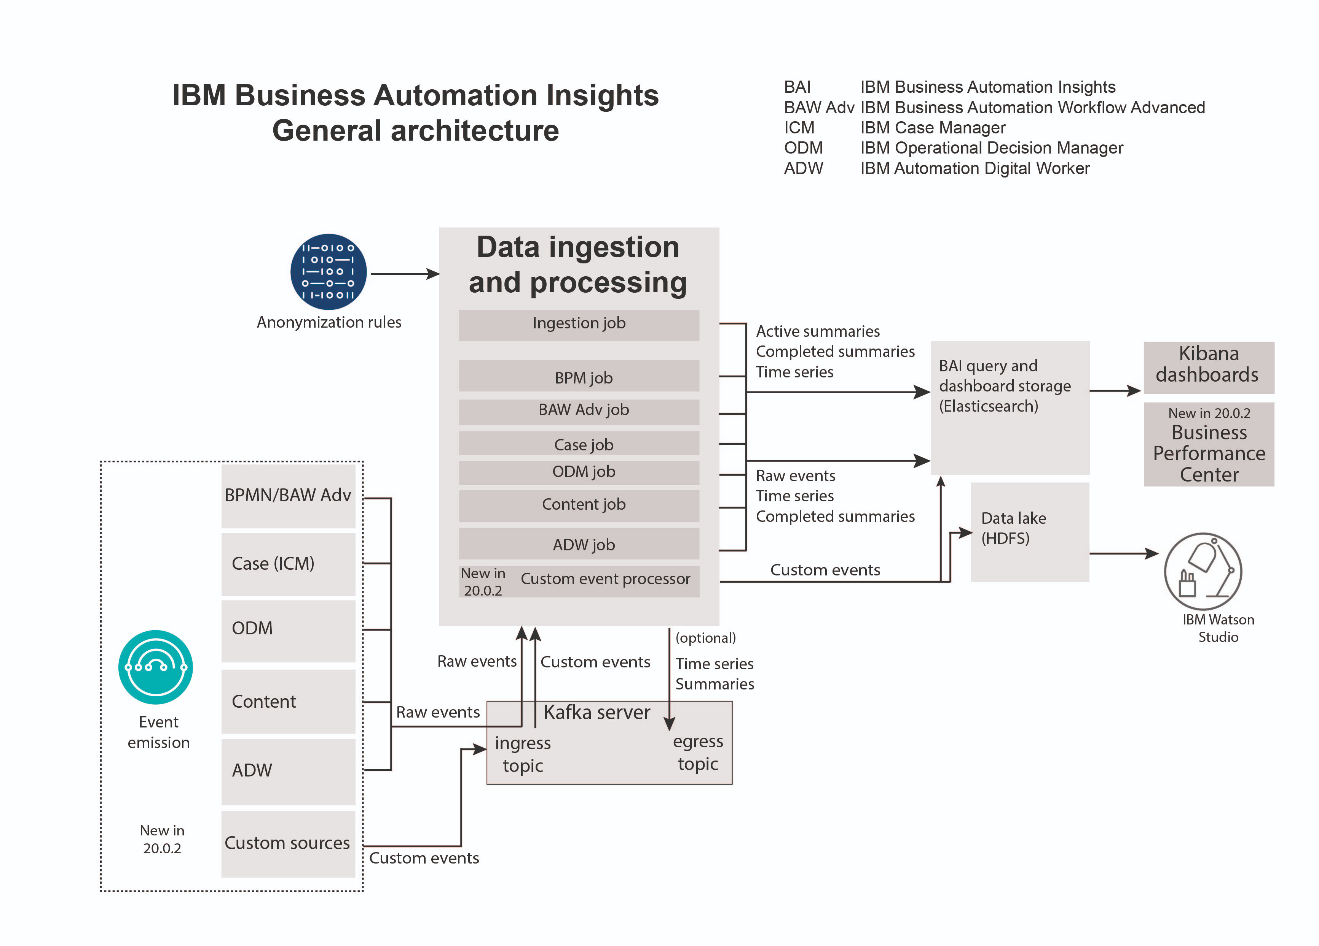 IBM Business Automation Insights
General architecture
BAI IBM Business Automation Insights
BAW Adv IBM Business Automation Workflow Advanced
ICM IBM Case Manager
ODM IBM Operational Decision Manager
ADW IBM Automation Digital Worker
Anonymization rules
Data ingestion
and processing
Ingestion job
BPM job
BAW Adv job
Case job
ODM job
Content job
ADW job
New in
20.0.2
Custom event processor
Active summaries
Completed summaries
Time series
Raw events
Time series
Completed summaries
Custom events
BAI query and
dashboard storage
(Elasticsearch)
Kibana
dashboards
New in 20.0.2
Business
Performance
Center
Data lake
(HDFS)
IBM Watson
Studio
BPMN/BAW Adv
Case (ICM)
ODM
Content
ADW
Custom sources
Event
emission
New in
20.0.2
Raw events
Custom events
Raw events
Custom events
(optional)
Time series
Summaries
Kafka server
ingress
topic
egress
topic